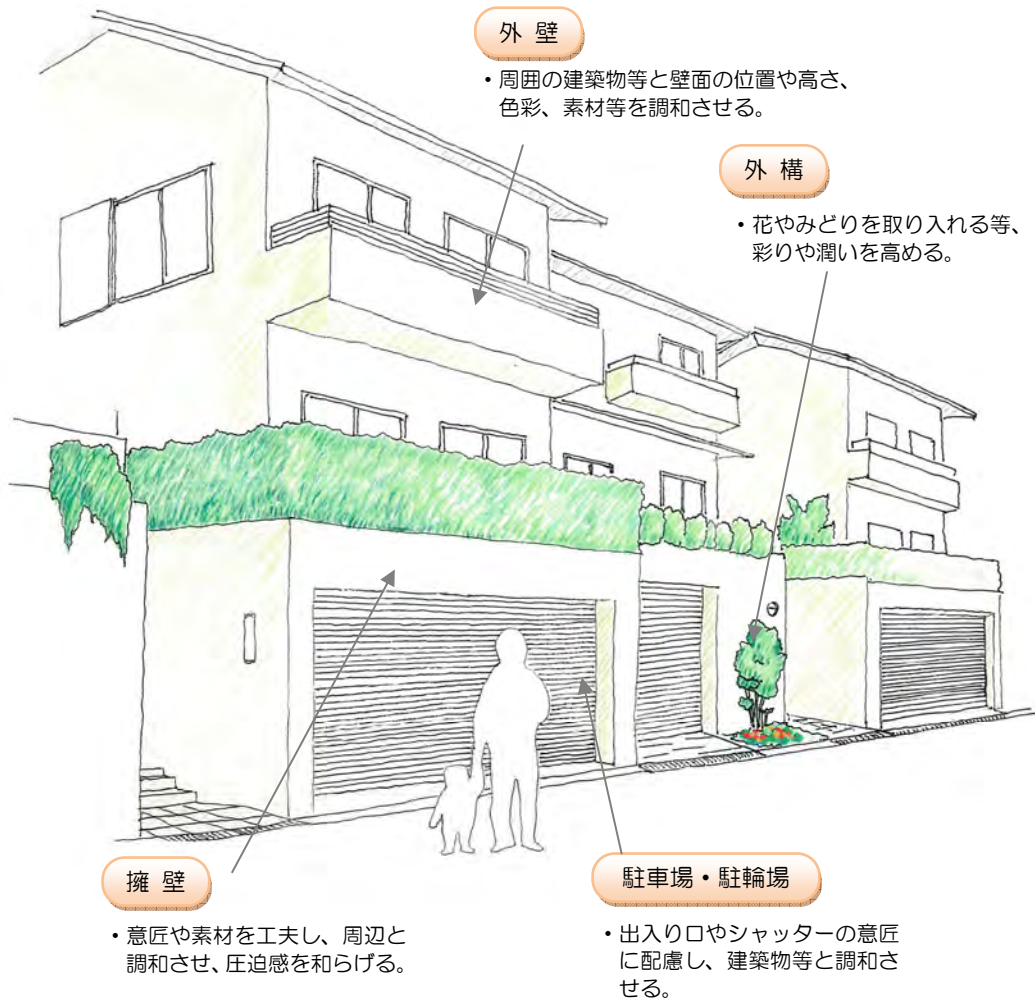 外 壁
・周囲の建築物等と壁面の位置や高さ、
色彩、素材等を調和させる。
外 構
・花やみどりを取り入れる等、
彩りや潤いを高める。
擁 壁
・意匠や素材を工夫し、周辺と
調和させ、圧迫感を和らげる。
駐車場・駐輪場
・出入り口やシャッターの意匠
に配慮し、建築物等と調和さ
せる。